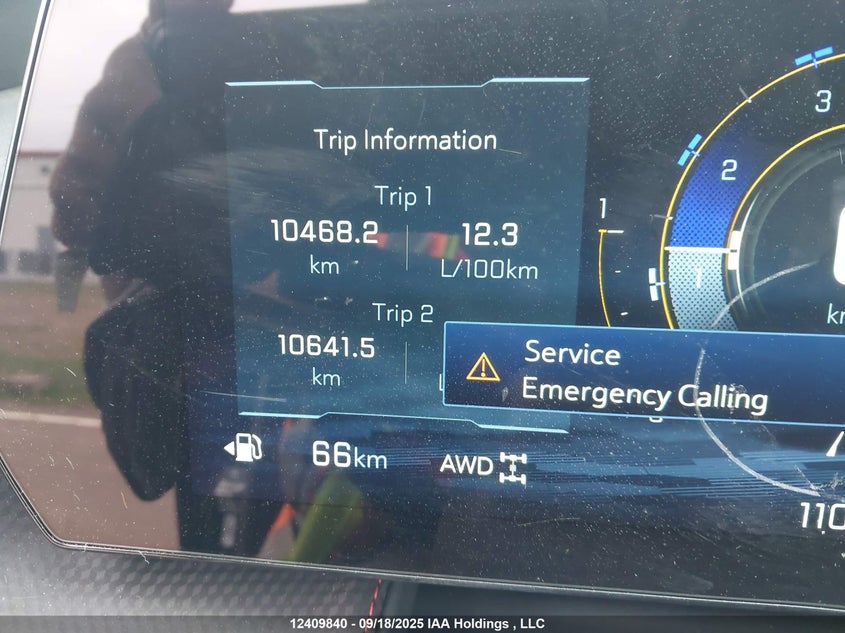 Trip Information
Trip 1
10468.2 12.3
km L/100km
Trip 2
10641.5
km
Service
Emergency Calling
66km AWD
1
1
2
3
110
12409840 - 09/18/2025 IAA Holdings , LLC